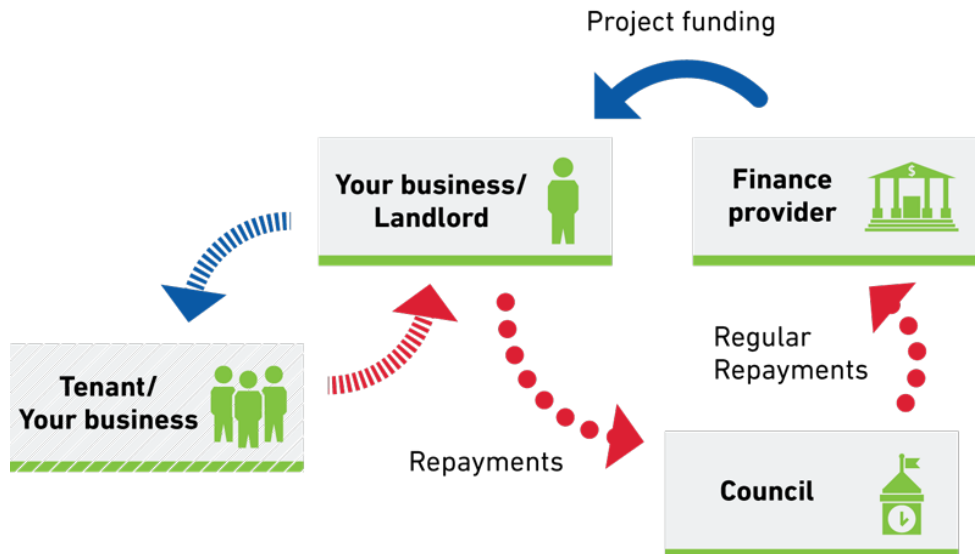 Project funding
Your business/
Landlord
Finance
provider
$
Tenant/
Your business
Regular
Repayments
Repayments
Council